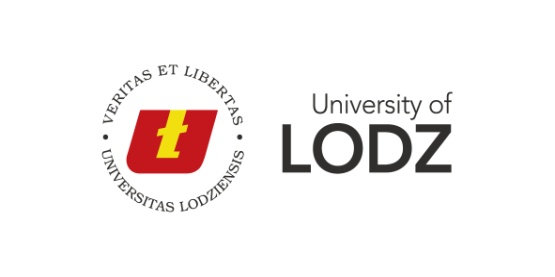 VERITAS ET LIBERTAS
UNIVERSITAS LODZIENSIS
ł
University of
LODZ